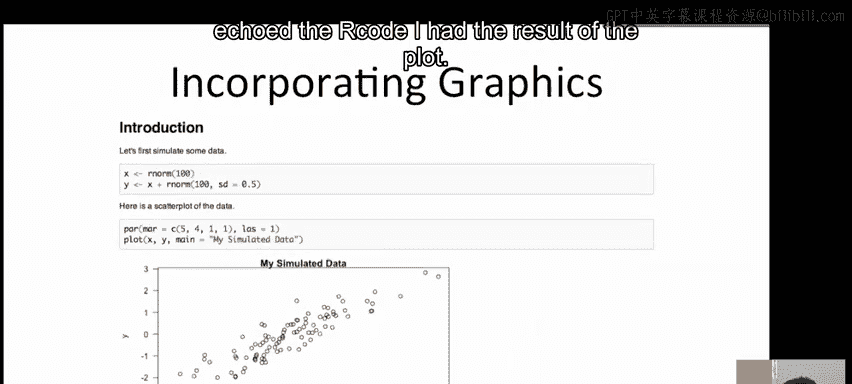 GPT中英字幕课程资源@bilibili.com
echoed the Rcode I had the result of the
plot.
Incorporating Graphics
Introduction
Let's first simulate some data.
x <- rnorm(100)
y <- x + rnorm(100, sd = 0.5)
Here is a scatterplot of the data.
par(mar = c(5, 4, 1, 1), las = 1)
plot(x, y, main = "My Simulated Data")
My Simulated Data
3
2
1
0
-1
-2
y